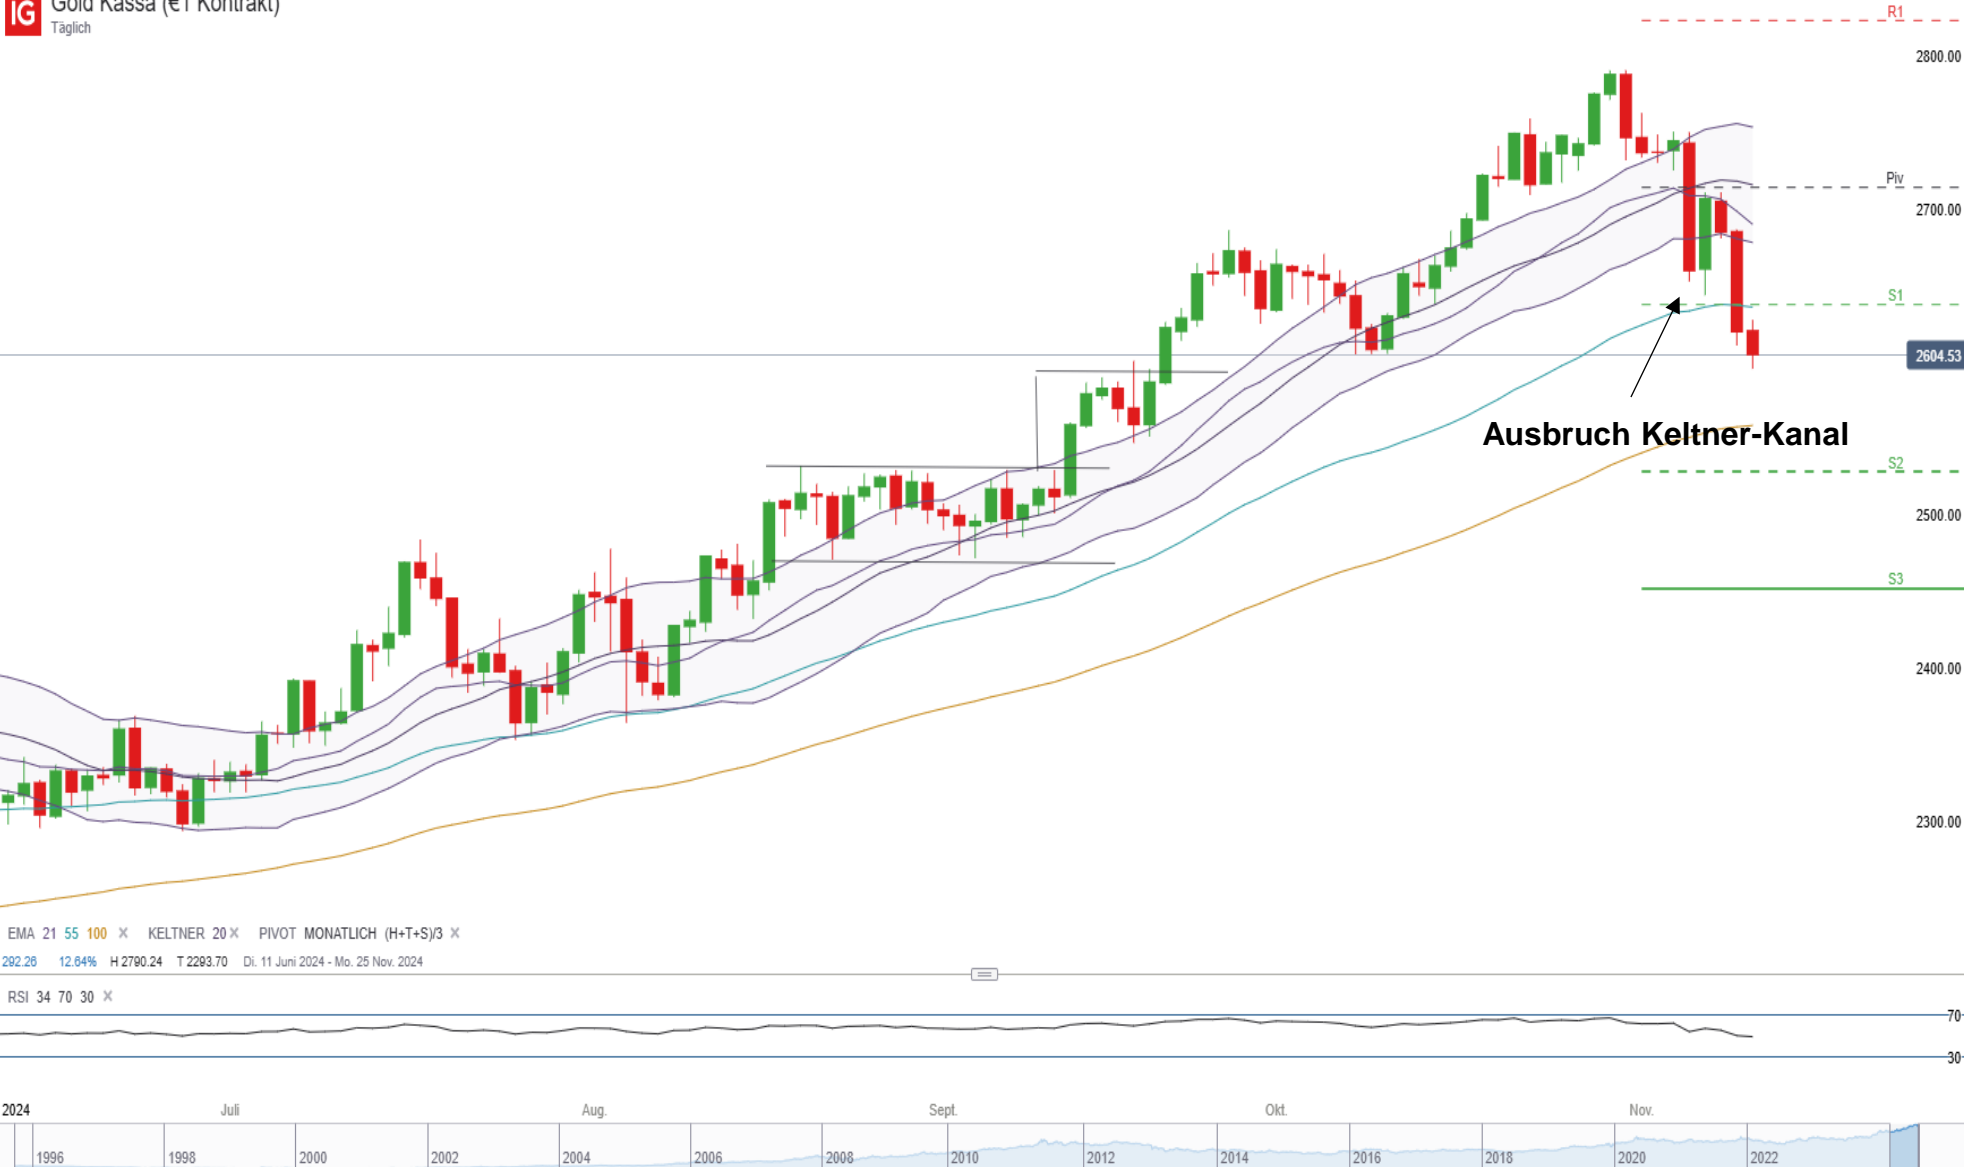 IG
Gold Kassa (€1 Kontrakt)
Täglich
R1
2800.00
Piv
2700.00
S1
2604.53
Ausbruch Keltner-Kanal
S2
2500.00
S3
2400.00
2300.00
EMA 21 55 100 X KELTNER 20 X PIVOT MONATLICH (H+T+S)/3 X
292.26 12.64% H 2790.24 T 2293.70 Di. 11 Juni 2024 - Mo. 25 Nov. 2024
RSI 34 70 30 X
70
30
2024 Juli Aug. Sept. Okt. Nov.
1996 1998 2000 2002 2004 2006 2008 2010 2012 2014 2016 2018 2020 2022